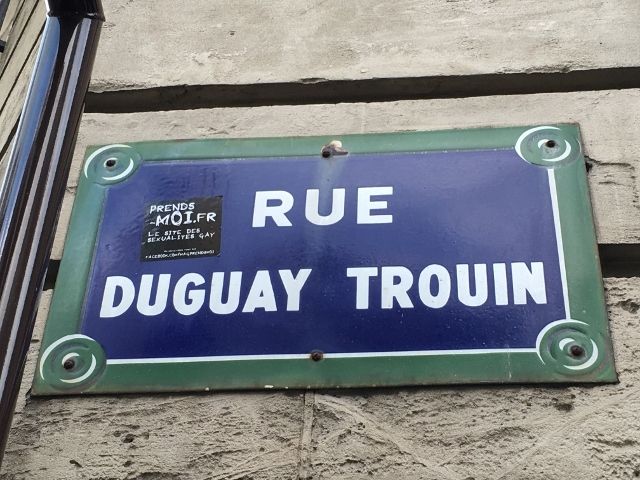 RUE
DUGUAY TROUIN
PRENDS
-MOI.FR
LE SITE DES
SEXUALITÉS GAY